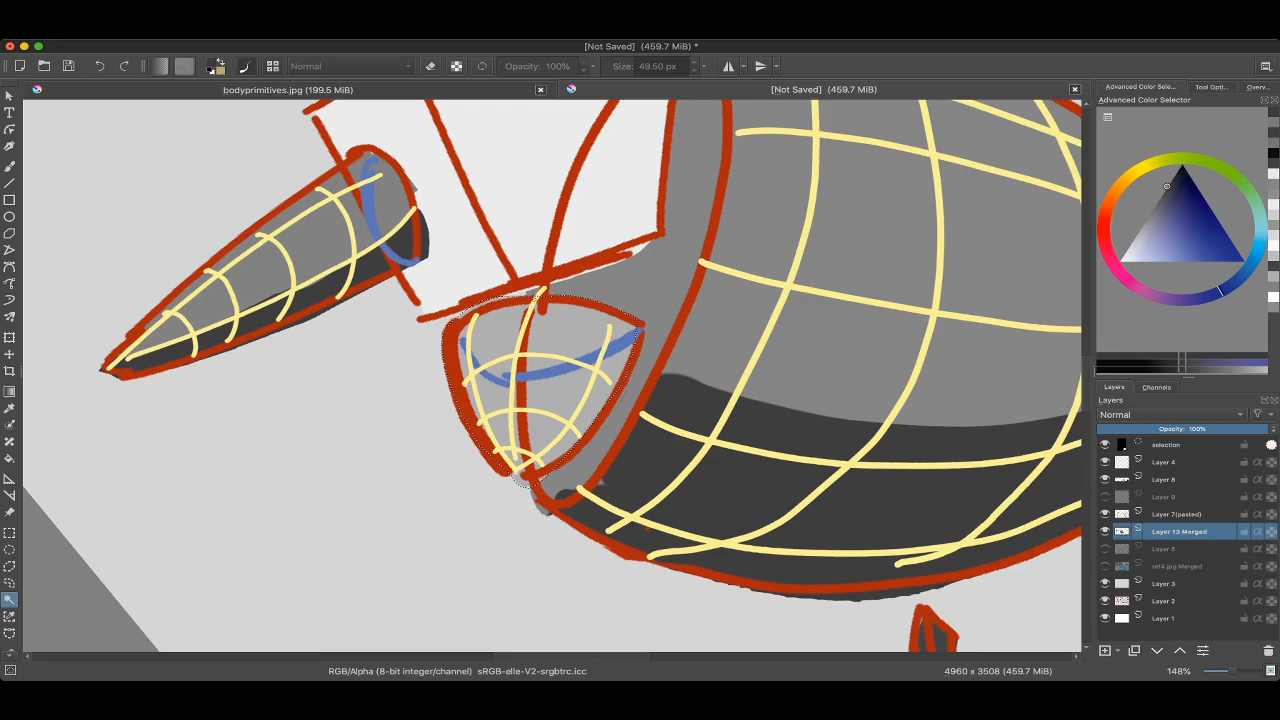 [Not Saved] (459.7 MiB) *
Normal
Opacity: 100%
Size: 49.50 px
bodyprimitives.jpg (199.5 MiB)
[Not Saved] (459.7 MiB)
Advanced Color Sele...
Tool Opt...
Overv...
Advanced Color Selector
Layers
Channels
Layers
Normal
Opacity: 100%
selection
Layer 4
Layer 8
Layer 9
Layer 7(pasted)
Layer 13 Merged
Layer 5
ref4.jpg Merged
Layer 3
Layer 2
Layer 1
RGB/Alpha (8-bit integer/channel) sRGB-elle-V2-srgbtrc.icc
4960 x 3508 (459.7 MiB)
148%